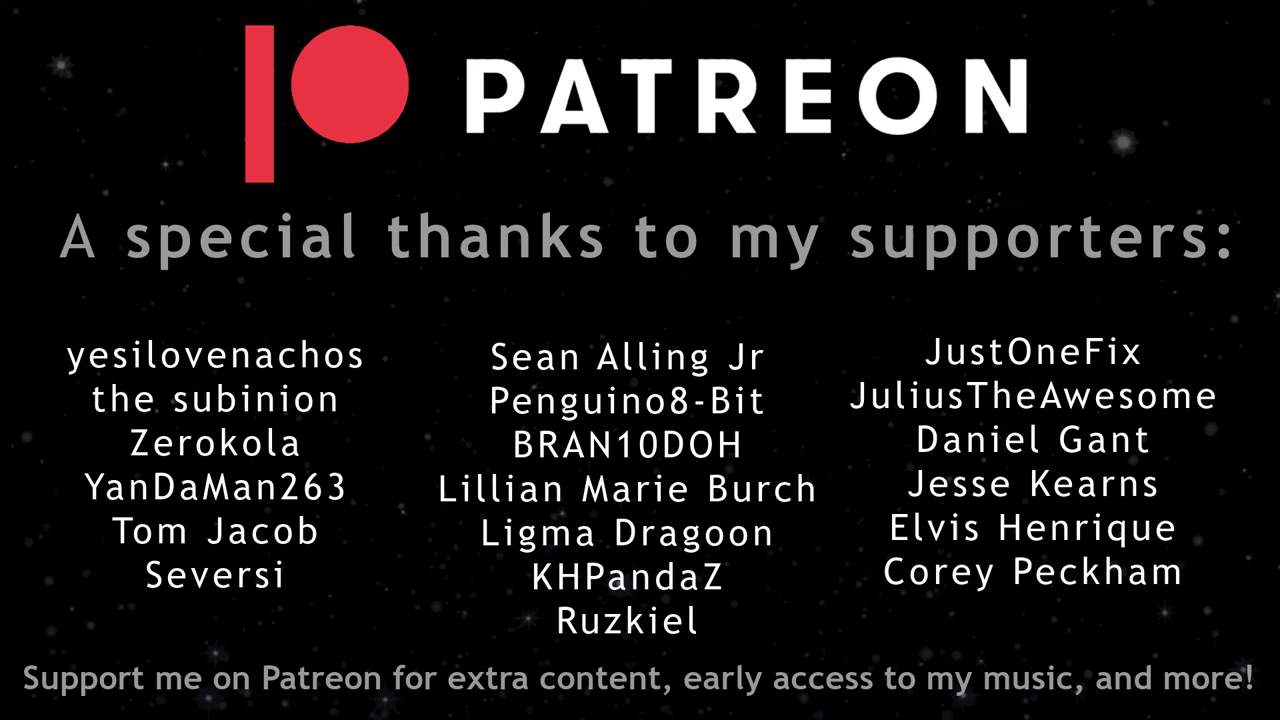 PATREON
A special thanks to my supporters:
yesilovenachos
the subinion
Zerokola
YanDaMan263
Tom Jacob
Seversi
Sean Alling Jr
Penguino8-Bit
BRAN10DOH
Lillian Marie Burch
Ligma Dragoon
KHPandaZ
Ruzkiel
JustOneFix
JuliusTheAwesome
Daniel Gant
Jesse Kearns
Elvis Henrique
Corey Peckham
Support me on Patreon for extra content, early access to my music, and more!